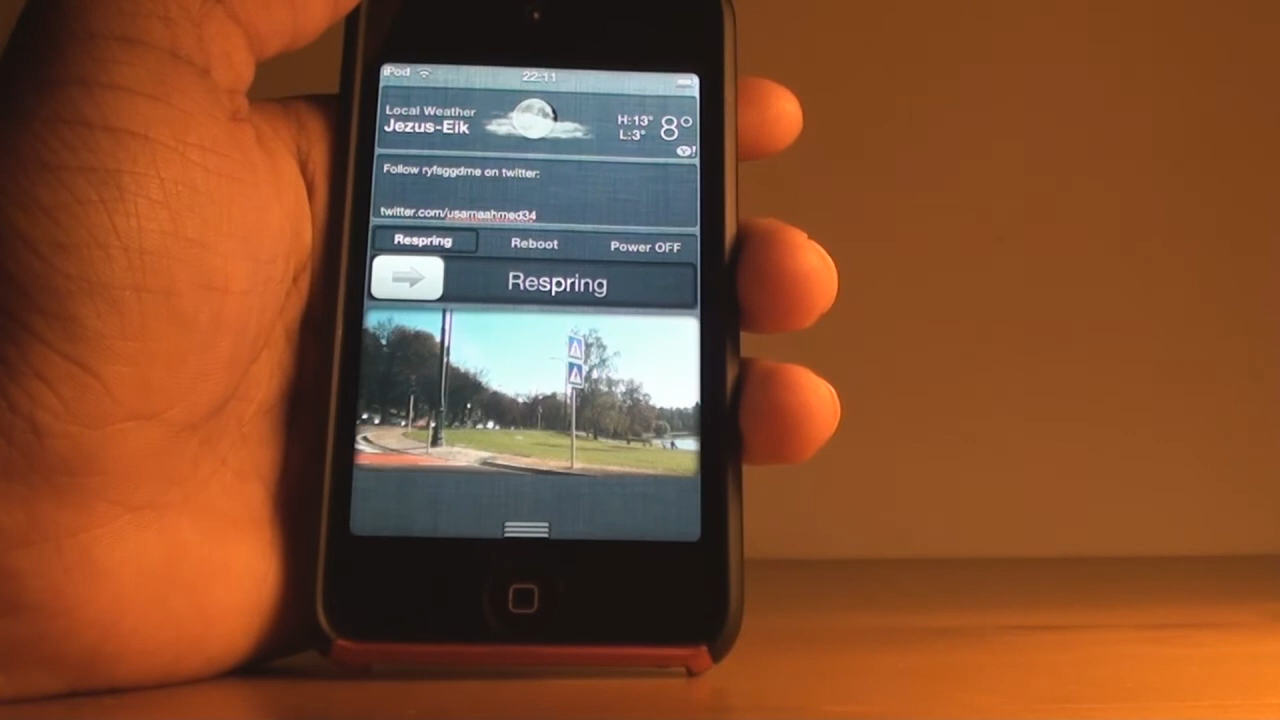 iPod 22:11
Local Weather
Jezus-Eik
H:13°
L:3°
8°
Y!
Follow ryfsggdme on twitter:
twitter.com/usamaahmed34
Respring Reboot Power OFF
Respring